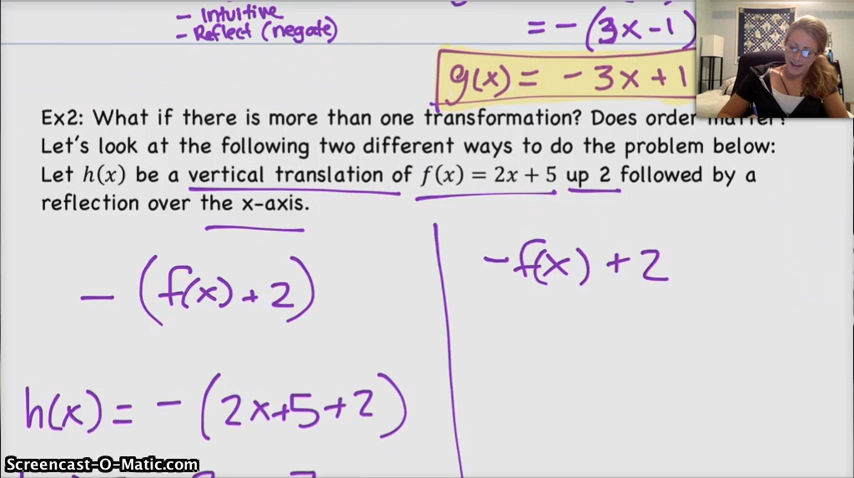 - Intuitive
- Reflect (negate)
= -(3x-1)
g(x) = -3x+1
Ex2: What if there is more than one transformation? Does order matter?
Let's look at the following two different ways to do the problem below:
Let h(x) be a vertical translation of f(x) = 2x + 5 up 2 followed by a
reflection over the x-axis.
-(f(x)+2)
-f(x)+2
h(x) = -(2x+5+2)
Screencast-O-Matic.com